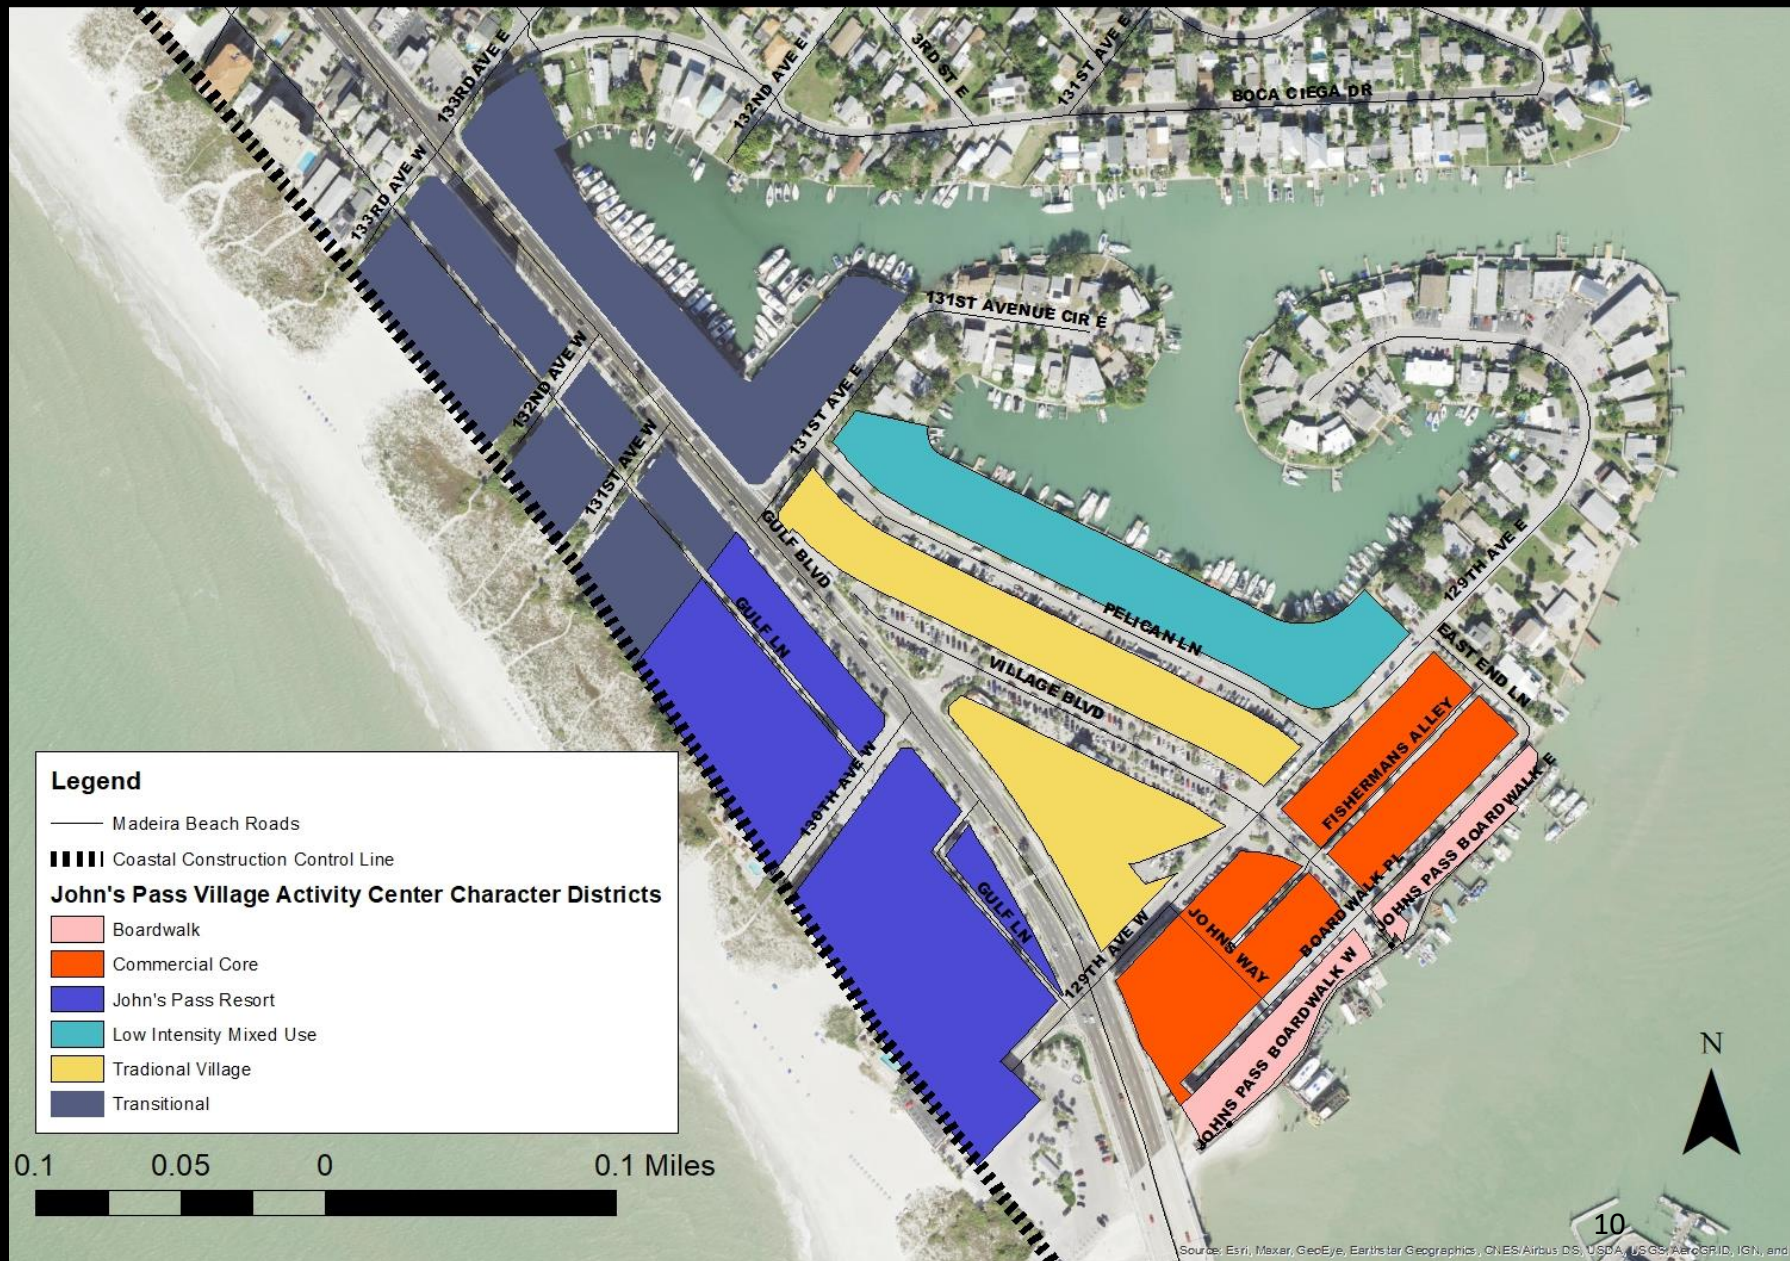 133RD AVE E
132ND AVE E
3RD ST E
131ST AVE E
BOCA CIEGA DR
133RD AVE W
131ST AVENUE CIR E
132ND AVE W
131ST AVE E
131ST AVE W
GULF BLVD
129TH AVE E
GULF LN
PELICAN LN
EAST END LN
VILLAGE BLVD
FISHERMANS ALLEY
130TH AVE W
JOHNS PASS BOARDWALK E
BOARDWALK PL
GULF LN
JOHNS WAY
129TH AVE W
JOHNS PASS BOARDWALK W
Legend
Madeira Beach Roads
Coastal Construction Control Line
John's Pass Village Activity Center Character Districts
Boardwalk
Commercial Core
John's Pass Resort
Low Intensity Mixed Use
Tradional Village
Transitional
0.1 0.05 0 0.1 Miles
N
10
Source: Esri, Maxar, GeoEye, Earthstar Geographics, CNES/Airbus DS, USDA, USGS, AeroGRID, IGN, and